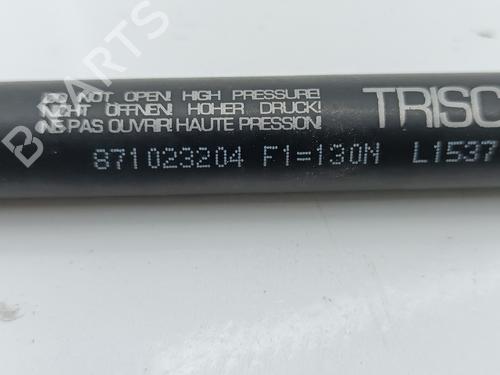 DO NOT OPEN! HIGH PRESSURE!
NICHT ÖFFNEN! HOHER DRUCK!
NE PAS OUVRIR! HAUTE PRESSION!
TRISC
871023204 F1=130N L1537
B-PARTS